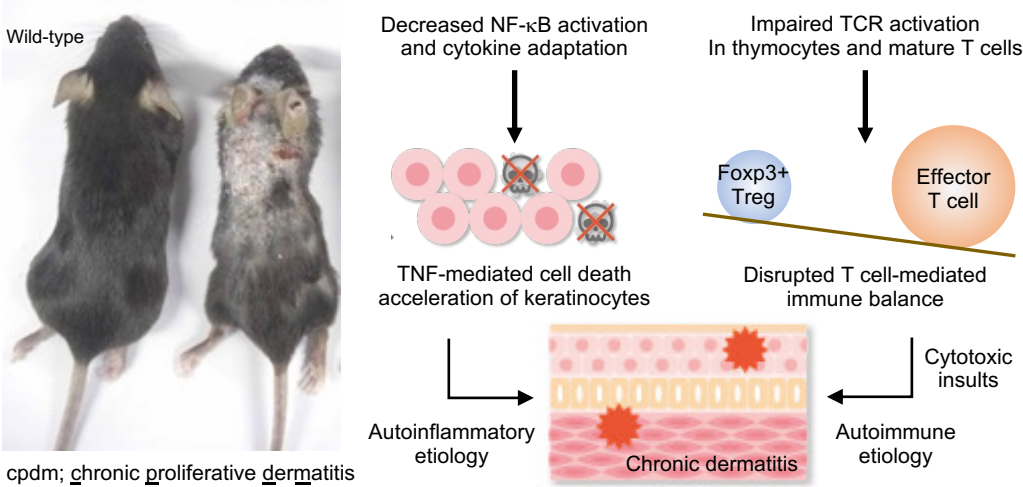 Wild-type
cpdm; chronic proliferative dermatitis
Decreased NF-κB activation
and cytokine adaptation
TNF-mediated cell death
acceleration of keratinocytes
Autoinflammatory
etiology
Impaired TCR activation
In thymocytes and mature T cells
Foxp3+
Treg
Effector
T cell
Disrupted T cell-mediated
immune balance
Cytotoxic
insults
Autoimmune
etiology
Chronic dermatitis